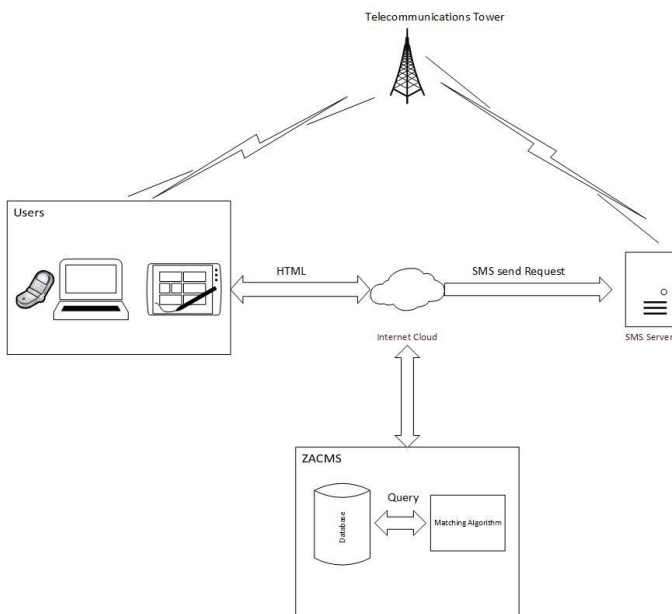 Telecommunications Tower
Users
HTML
SMS send Request
Internet Cloud
SMS Server
ZACMS
Query
Database
Matching Algorithm